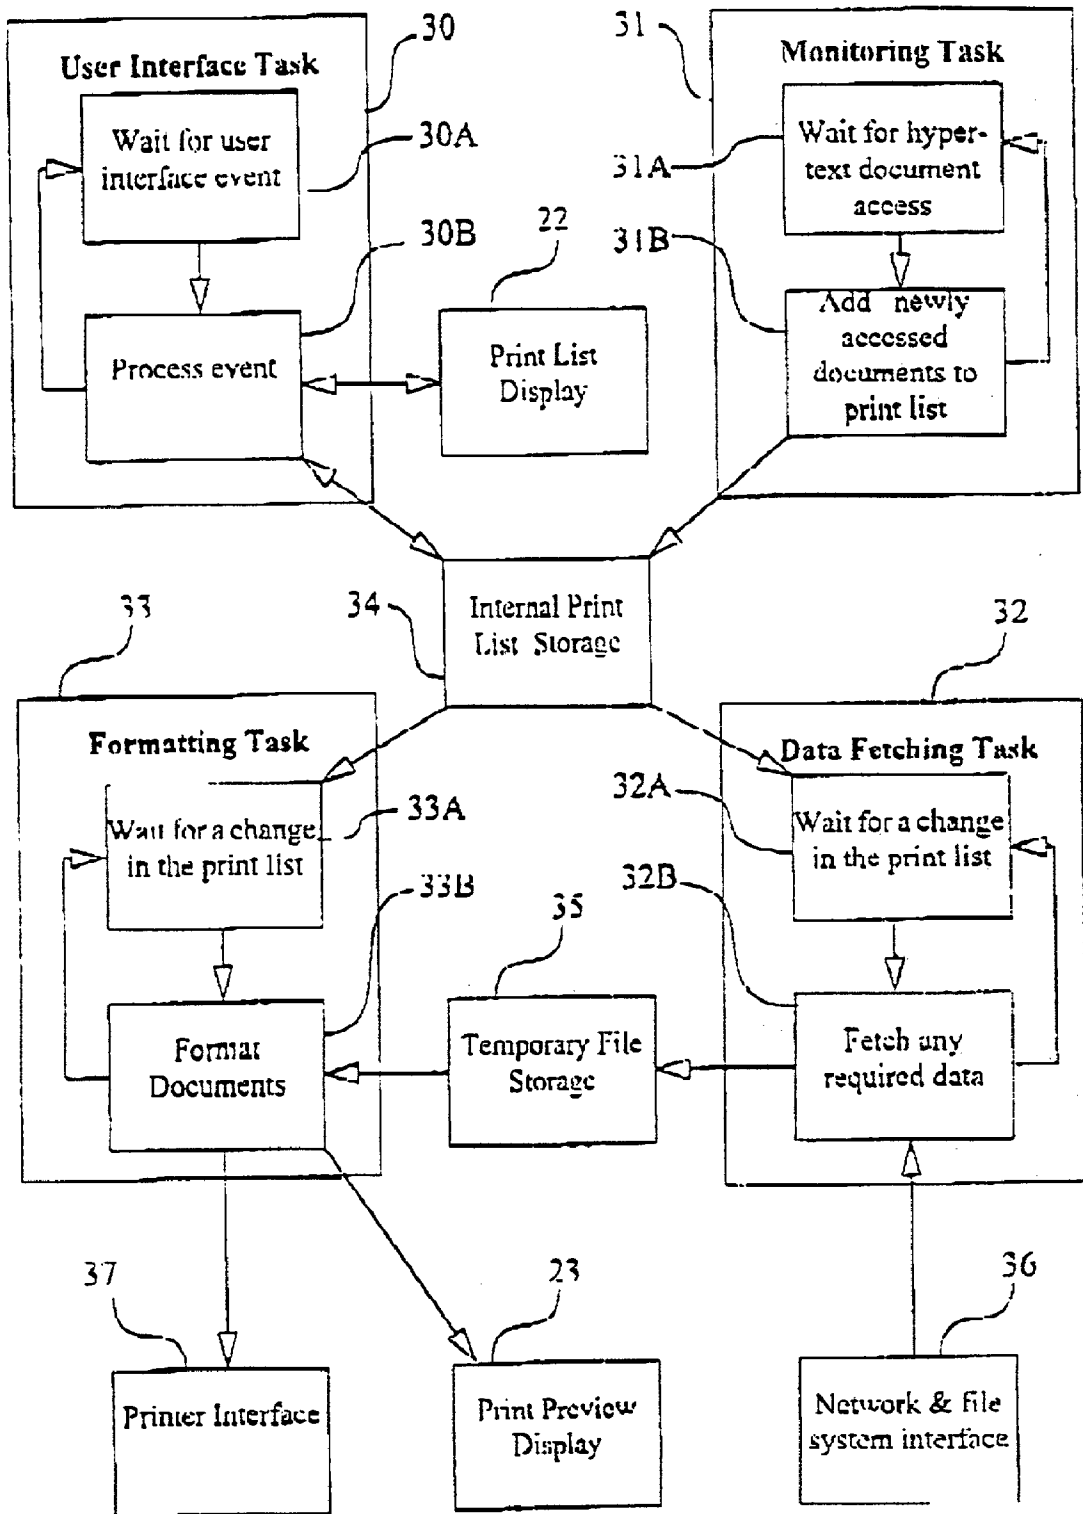 30
31
User Interface Task
Monitoring Task
Wait for user
interface event
30A
Wait for hyper-
text document
access
31A
30B
22
31B
Process event
Print List
Display
Add newly
accessed
documents to
print list
33
34
Internal Print
List Storage
32
Formatting Task
Data Fetching Task
Wait for a change
in the print list
33A
32A
Wait for a change
in the print list
33B
35
32B
Format
Documents
Temporary File
Storage
Fetch any
required data
37
23
36
Printer Interface
Print Preview
Display
Network & file
system interface